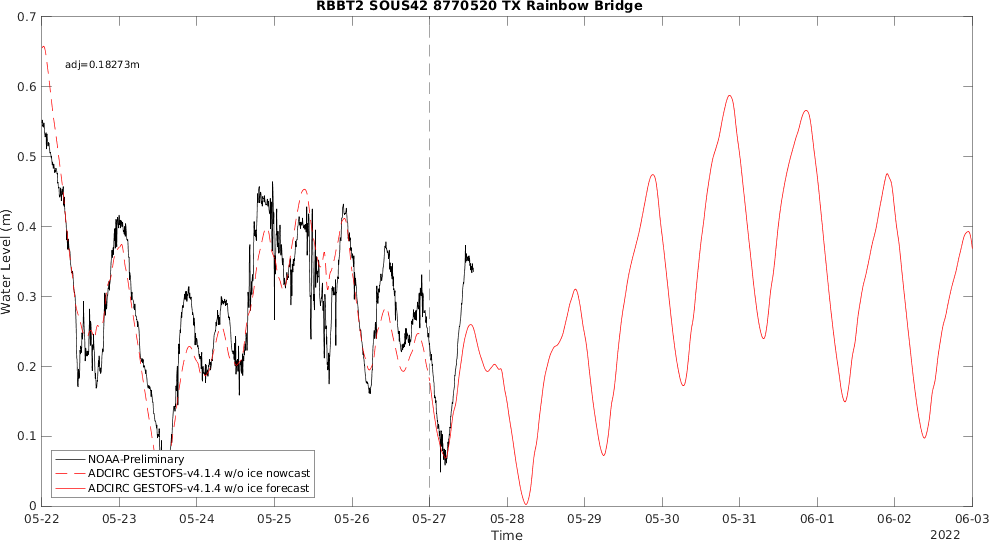 RBBT2 SOUS42 8770520 TX Rainbow Bridge
0.7
adj=0.18273m
0.6
0.5
0.4
Water Level (m)
0.3
0.2
0.1
NOAA-Preliminary
ADCIRC GESTOFS-v4.1.4 w/o ice nowcast
ADCIRC GESTOFS-v4.1.4 w/o ice forecast
0
05-22 05-23 05-24 05-25 05-26 05-27 05-28 05-29 05-30 05-31 06-01 06-02 06-03
Time
2022